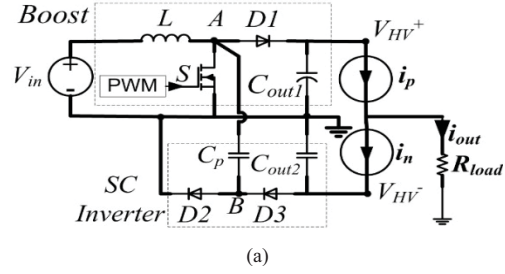 Boost
L
A
D1
V_HV^+
V_in
+
-
PWM
S
C_out1
i_p
i_out
C_p
C_out2
i_n
R_load
SC
Inverter
D2
B
D3
V_HV^-
(a)